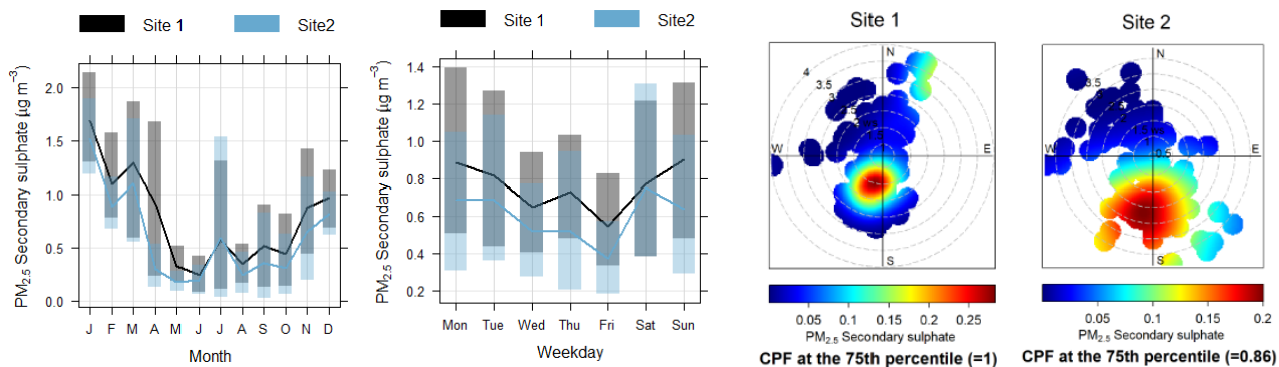 Site 1 Site2
PM2.5 Secondary sulphate (µg m−3)
2.0
1.5
1.0
0.5
0.0
J F M A M J J A S O N D
Month
Site 1 Site2
PM2.5 Secondary sulphate (µg m−3)
1.4
1.2
1.0
0.8
0.6
0.4
0.2
Mon Tue Wed Thu Fri Sat Sun
Weekday
Site 1
N
4
3.5
W E
S
0.05 0.1 0.15 0.2 0.25
PM2.5 Secondary sulphate
CPF at the 75th percentile (=1)
Site 2
N
3.5
0.5
W E
S
0.05 0.1 0.15 0.2
PM2.5 Secondary sulphate
CPF at the 75th percentile (=0.86)